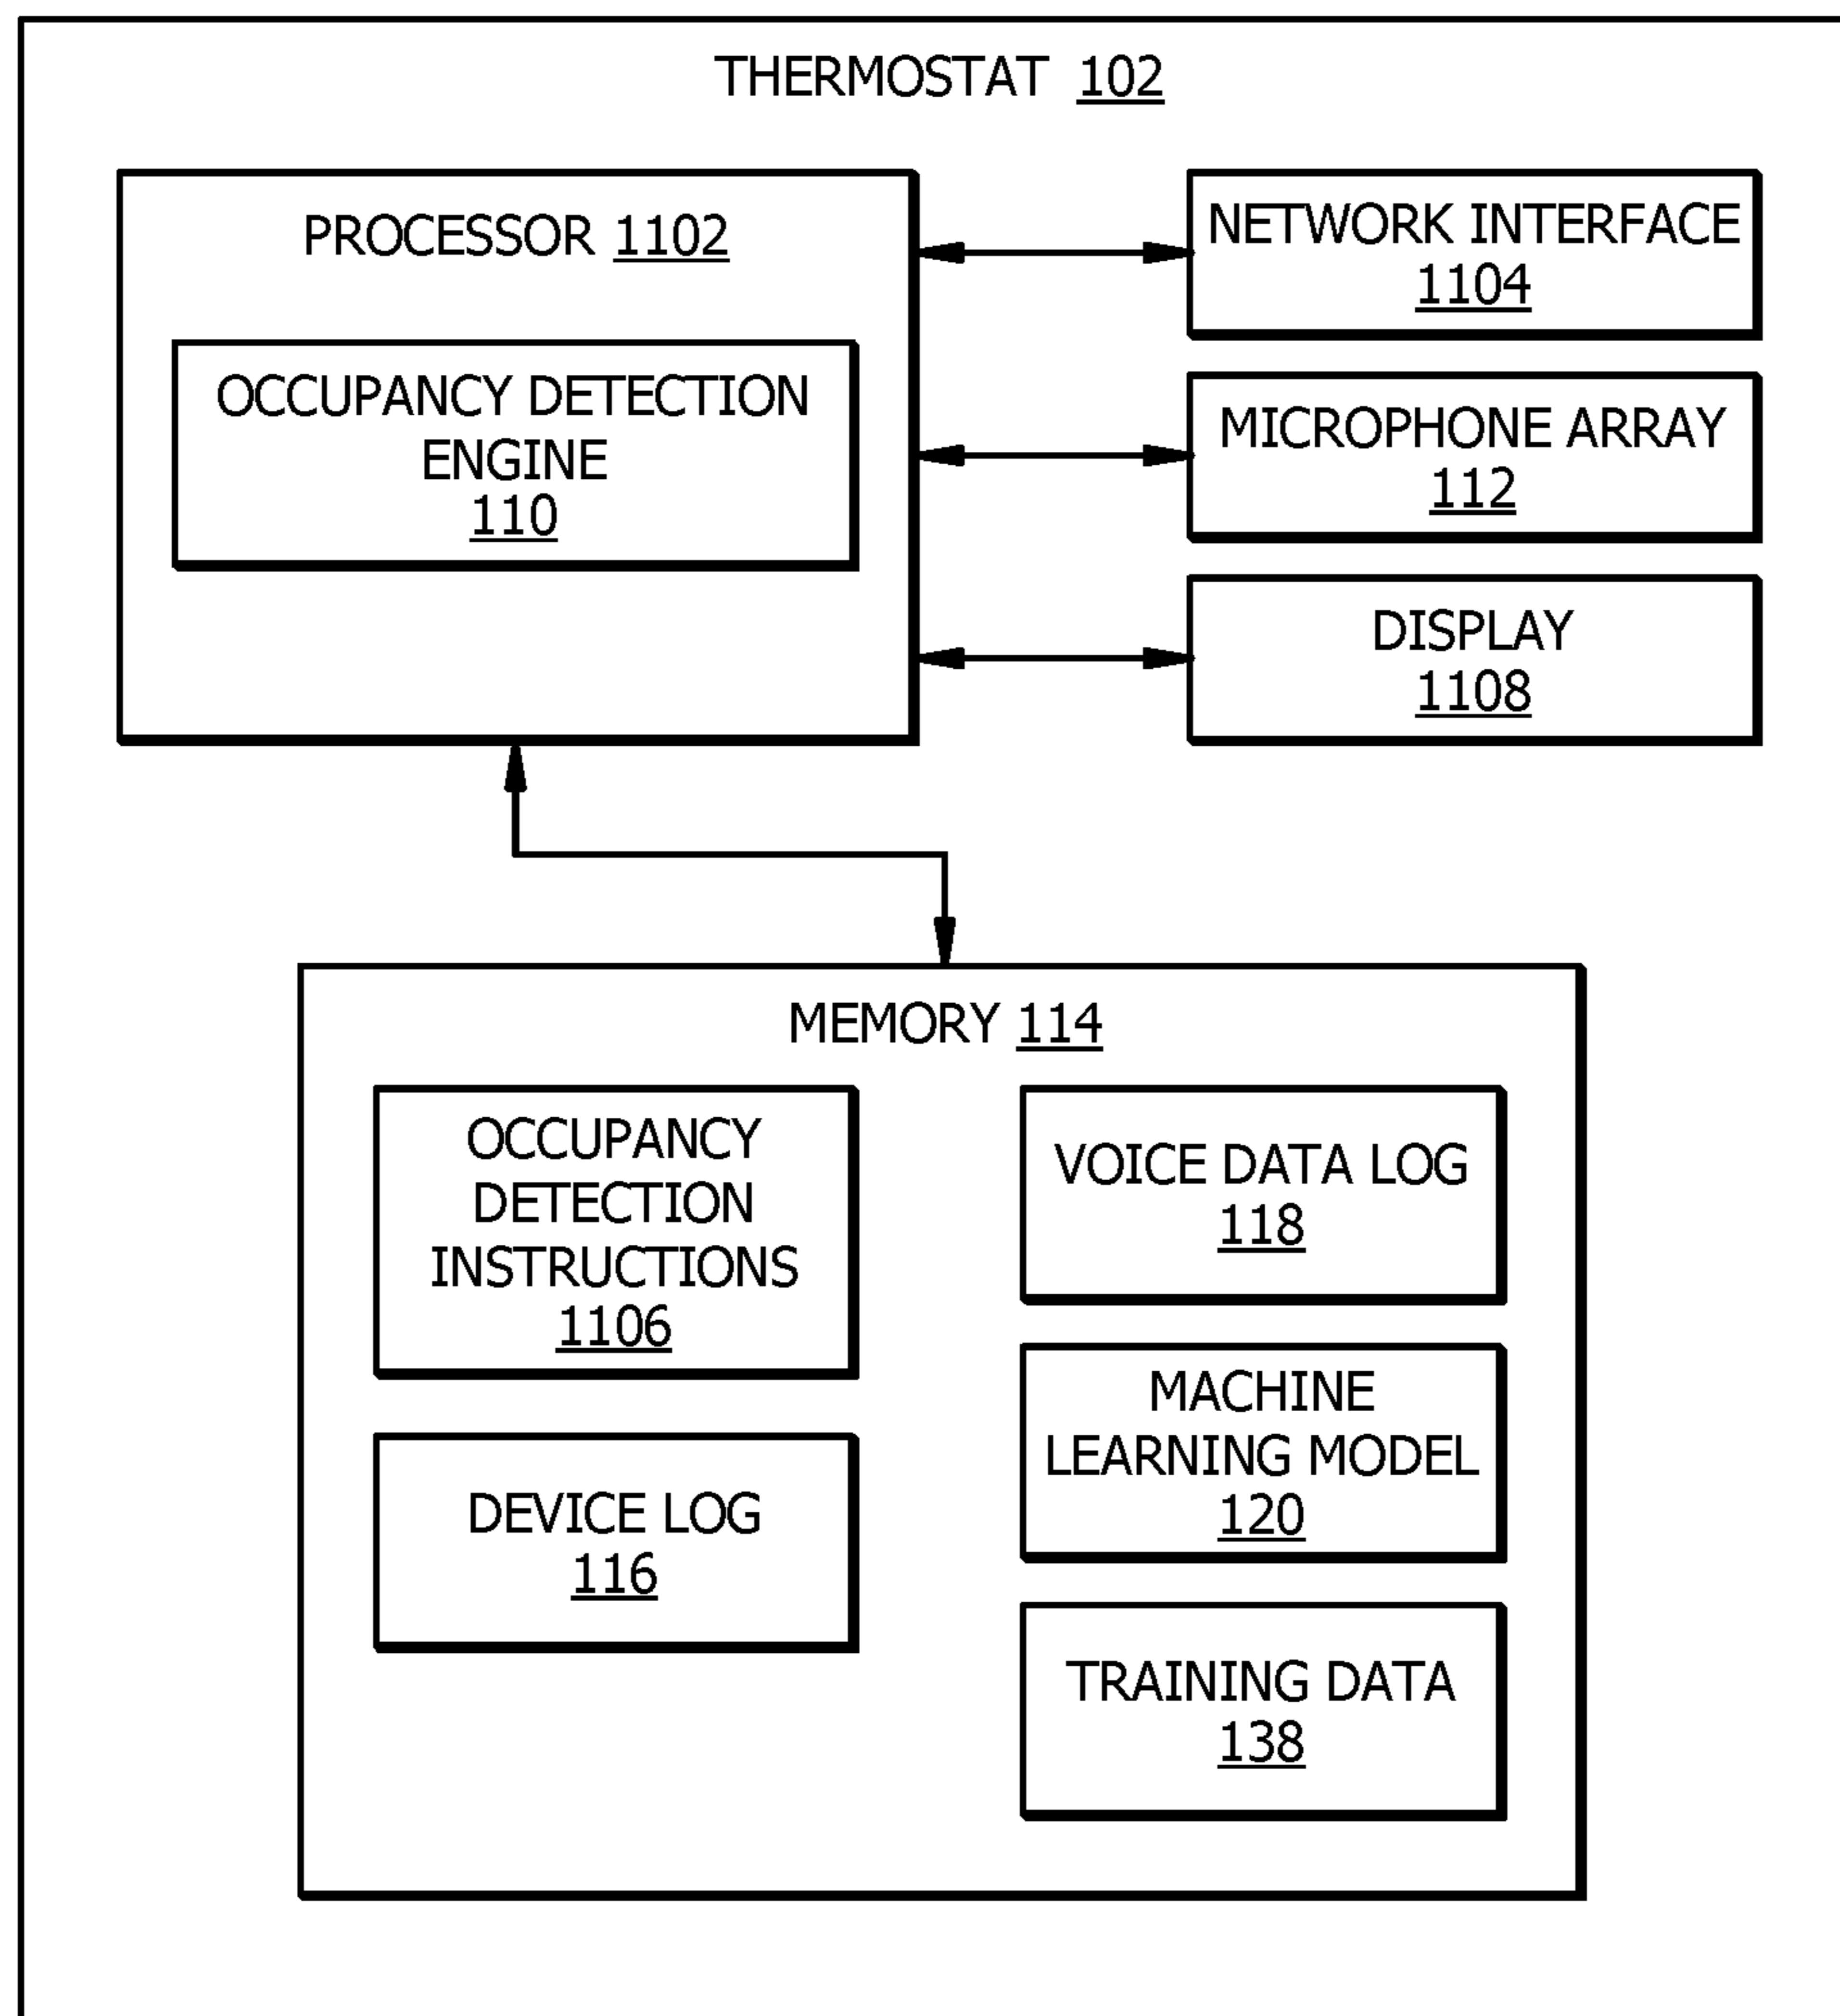 THERMOSTAT 102
PROCESSOR 1102
OCCUPANCY DETECTION
ENGINE
110
NETWORK INTERFACE
1104
MICROPHONE ARRAY
112
DISPLAY
1108
MEMORY 114
OCCUPANCY
DETECTION
INSTRUCTIONS
1106
DEVICE LOG
116
VOICE DATA LOG
118
MACHINE
LEARNING MODEL
120
TRAINING DATA
138